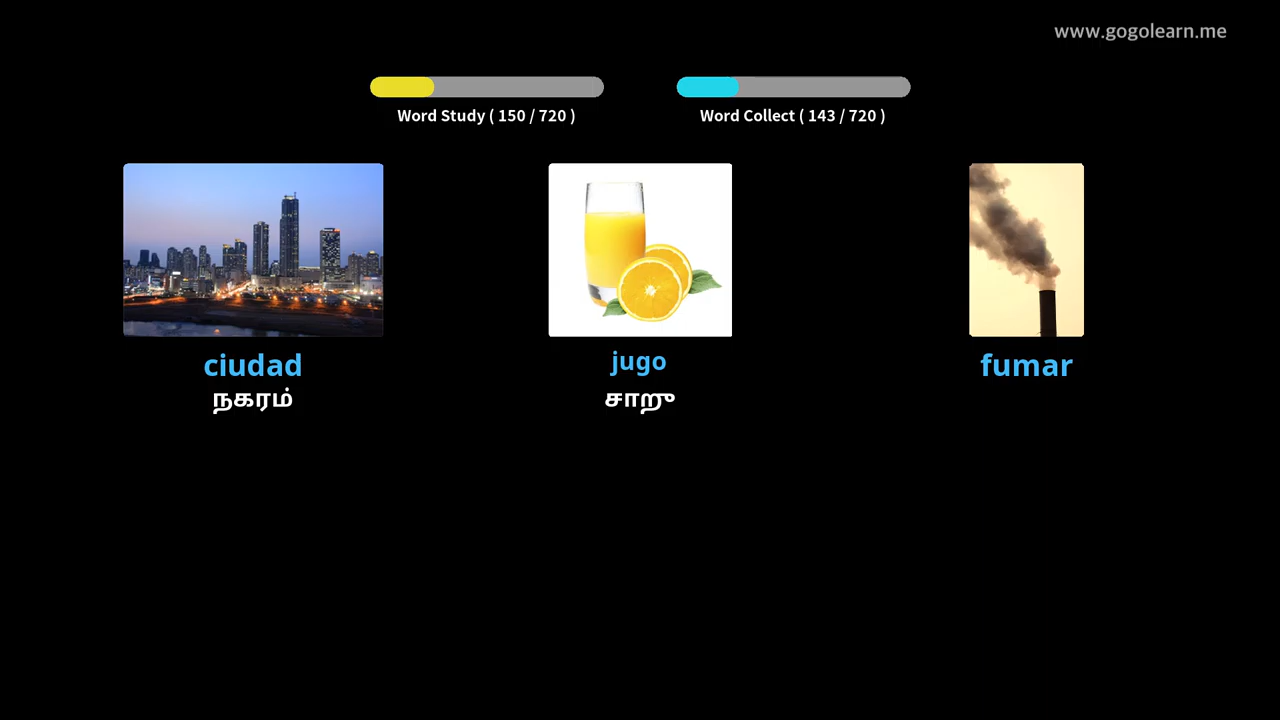 www.gogolearn.me
Word Study ( 150 / 720 )
Word Collect ( 143 / 720 )
ciudad
நகரம்
jugo
சாறு
fumar